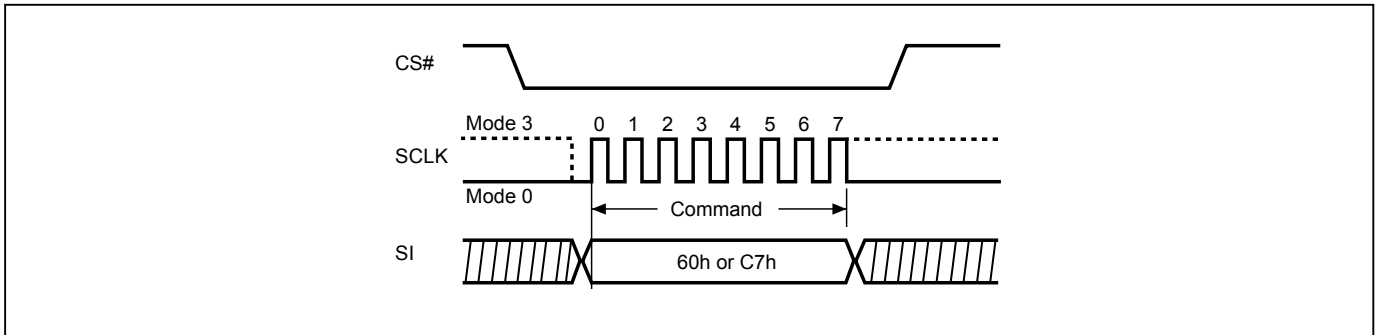 CS#
Mode 3 0 1 2 3 4 5 6 7
SCLK
Mode 0
Command
SI
60h or C7h